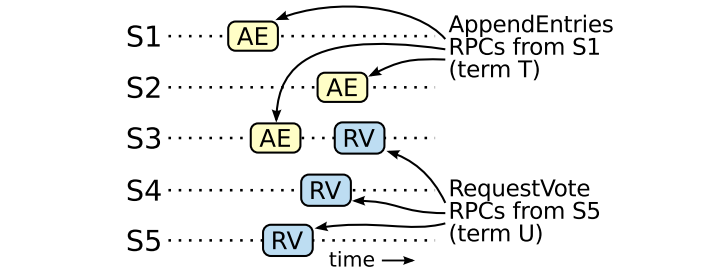 S1 AE
S2 AE
S3 AE RV
S4 RV
S5 RV
AppendEntries
RPCs from S1
(term T)
RequestVote
RPCs from S5
(term U)
time